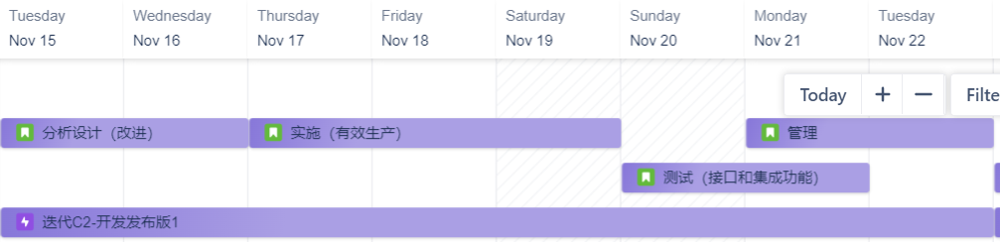 Tuesday Wednesday Thursday Friday Saturday Sunday Monday Tuesday
Nov 15 Nov 16 Nov 17 Nov 18 Nov 19 Nov 20 Nov 21 Nov 22
Today + − Filte
分析设计（改进） 实施（有效生产） 管理
测试（接口和集成功能）
迭代C2-开发发布版1